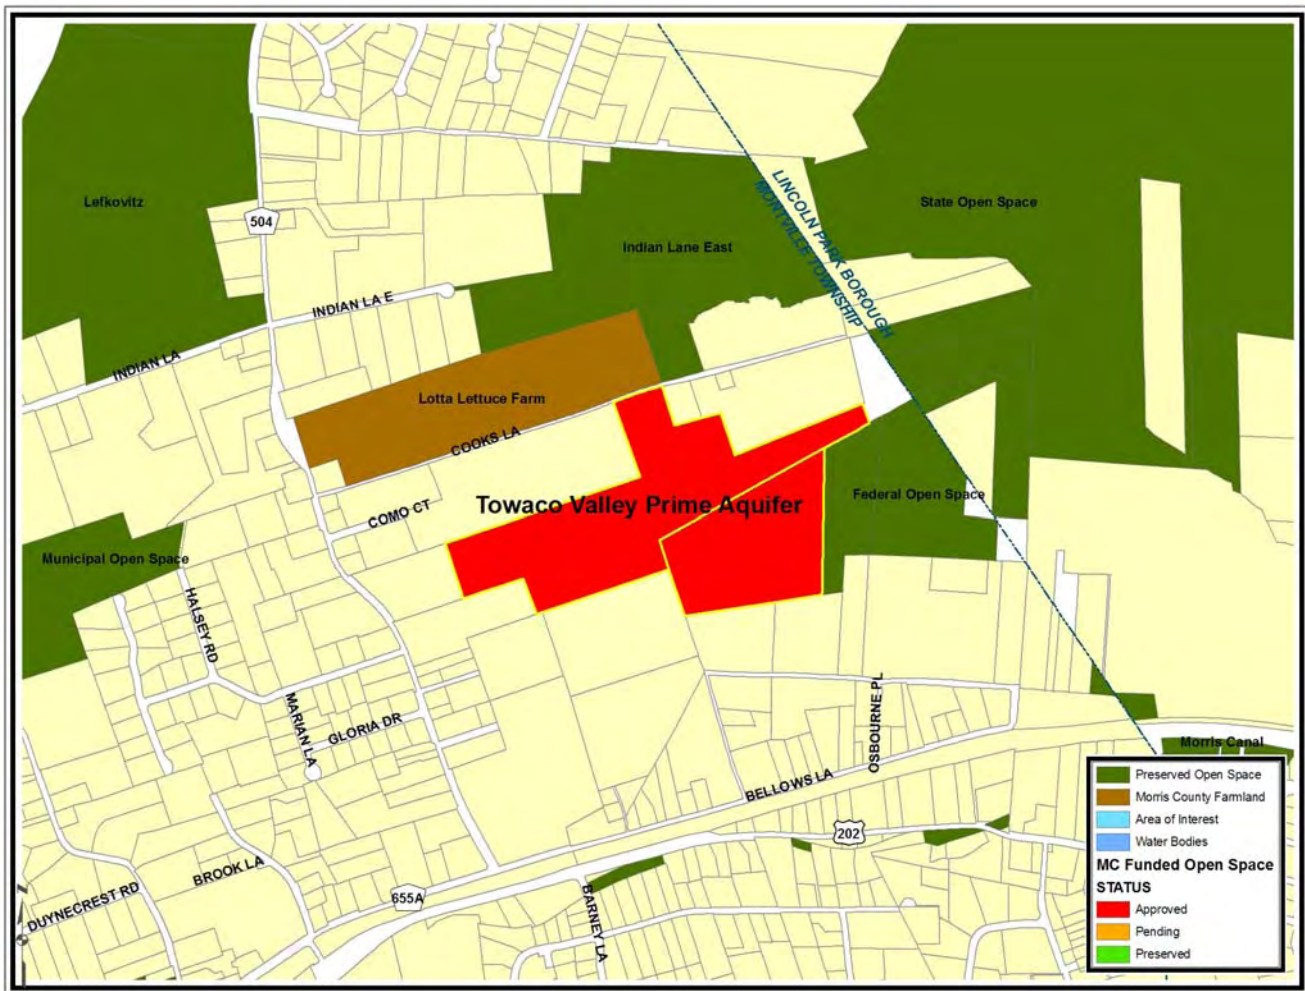 Lefkovitz
504
State Open Space
LINCOLN PARK BOROUGH
MONTVILLE TOWNSHIP
Indian Lane East
INDIAN LA E
INDIAN LA
Lotta Lettuce Farm
COOKS LA
Towaco Valley Prime Aquifer
Federal Open Space
COMO CT
Municipal Open Space
HALSEY RD
MARIAN LA
GLORIA DR
OSBOURNE PL
BELLOWS LA
Morris Canal
202
BROOK LA
DUYNECREST RD
655A
BARNEY LA
Preserved Open Space
Morris County Farmland
Area of Interest
Water Bodies
MC Funded Open Space
STATUS
Approved
Pending
Preserved